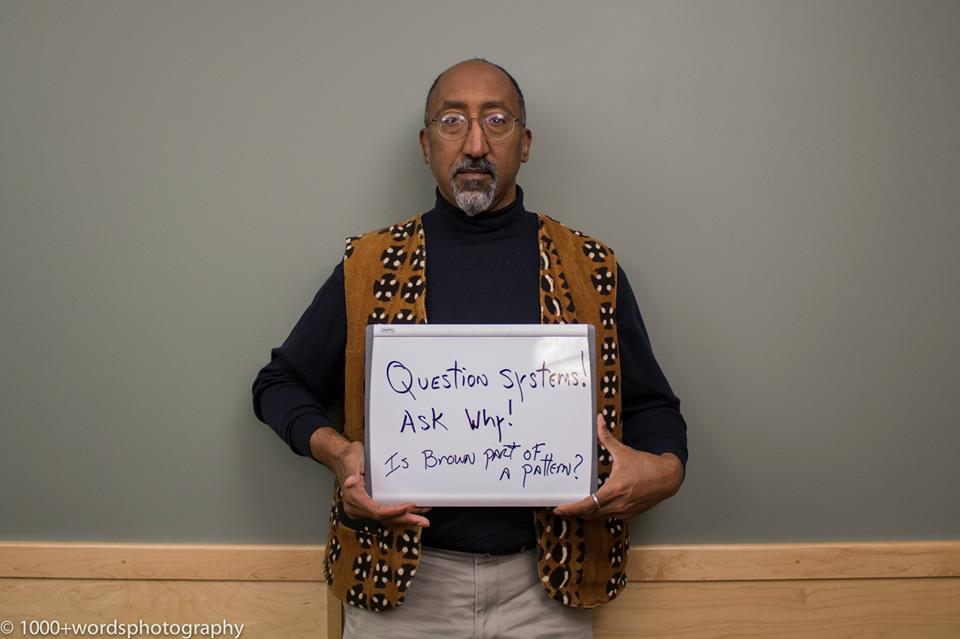 Question Systems!
Ask Why!
Is Brown part of
a pattern?
© 1000+wordsphotography